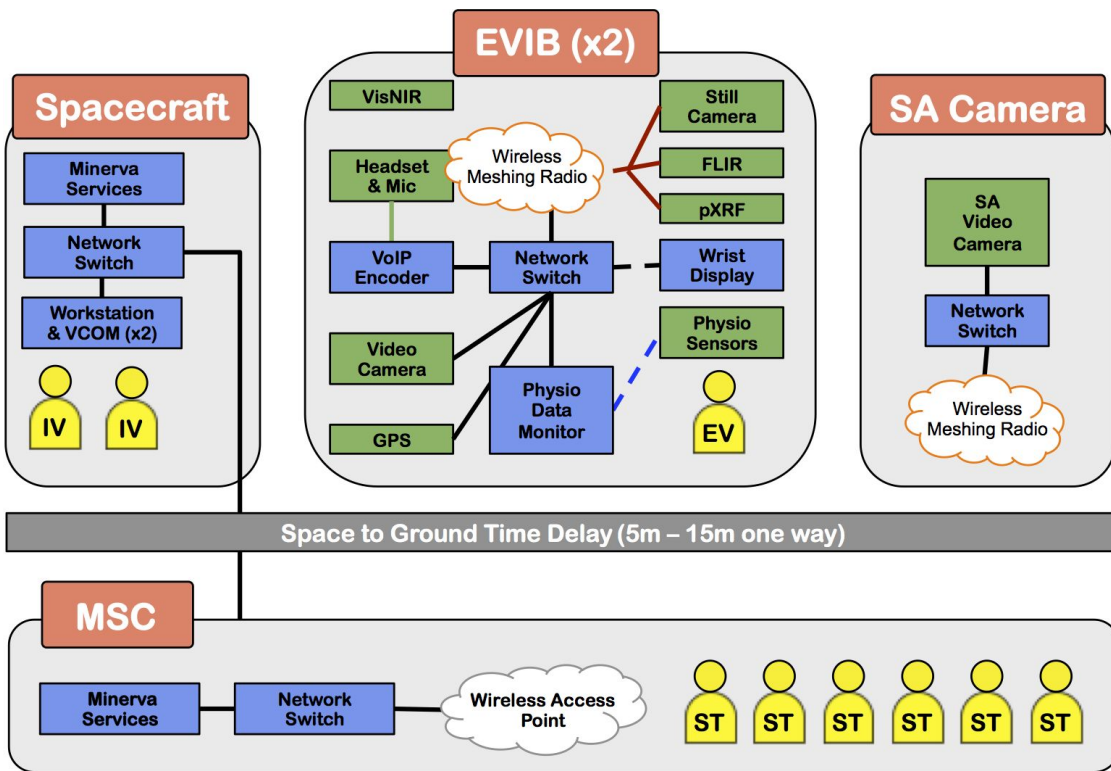 EVIB (x2)
Spacecraft
SA Camera
Minerva
Services
Network
Switch
Workstation
& VCOM (x2)
IV
IV
VisNIR
Headset
& Mic
Wireless
Meshing Radio
Still
Camera
FLIR
pXRF
VoIP
Encoder
Network
Switch
Wrist
Display
Video
Camera
Physio
Data
Monitor
Physio
Sensors
GPS
EV
SA
Video
Camera
Network
Switch
Wireless
Meshing Radio
Space to Ground Time Delay (5m – 15m one way)
MSC
Minerva
Services
Network
Switch
Wireless Access
Point
ST
ST
ST
ST
ST
ST